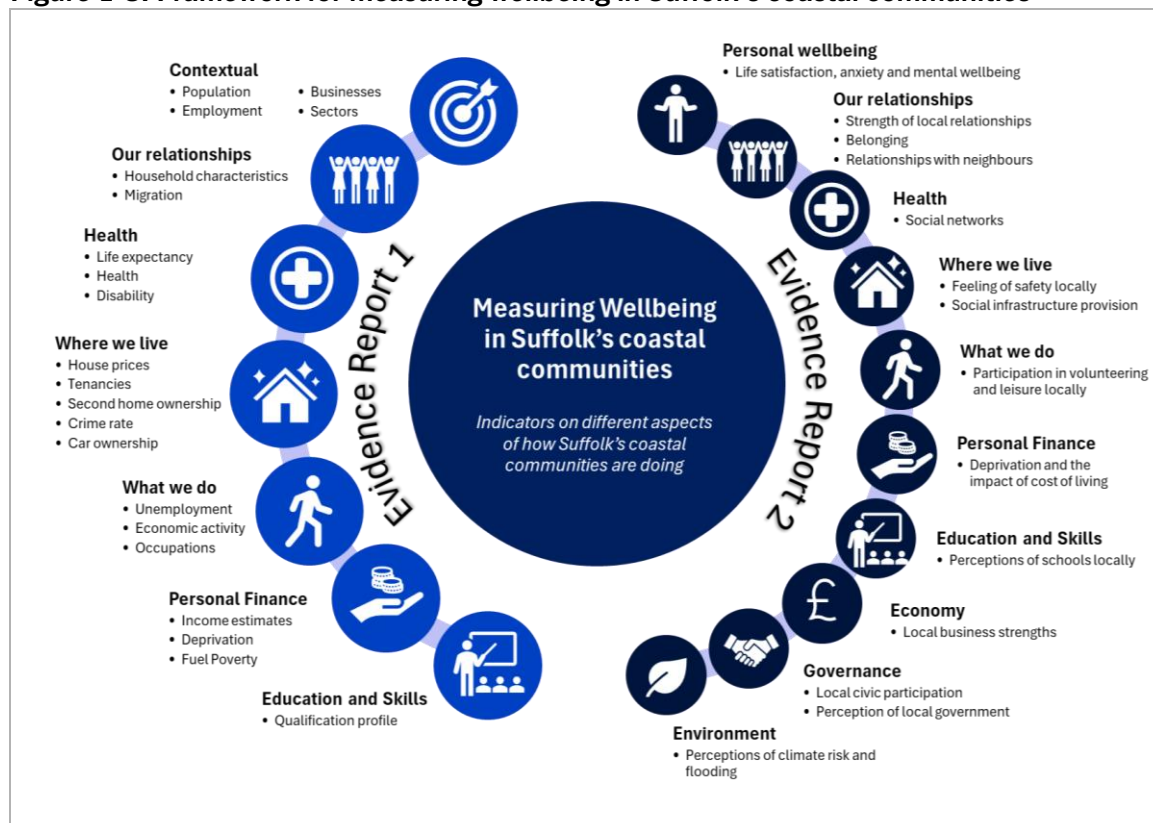 Figure 1-3: Framework for measuring wellbeing in Suffolk's coastal communities
Contextual
• Population
• Employment
• Businesses
• Sectors
Our relationships
• Household characteristics
• Migration
Health
• Life expectancy
• Health
• Disability
Where we live
• House prices
• Tenancies
• Second home ownership
• Crime rate
• Car ownership
What we do
• Unemployment
• Economic activity
• Occupations
Personal Finance
• Income estimates
• Deprivation
• Fuel Poverty
Education and Skills
• Qualification profile
Evidence Report 1
Measuring Wellbeing
in Suffolk's coastal
communities
Indicators on different aspects
of how Suffolk's coastal
communities are doing
Evidence Report 2
Personal wellbeing
• Life satisfaction, anxiety and mental wellbeing
Our relationships
• Strength of local relationships
• Belonging
• Relationships with neighbours
Health
• Social networks
Where we live
• Feeling of safety locally
• Social infrastructure provision
What we do
• Participation in volunteering
and leisure locally
Personal Finance
• Deprivation and the
impact of cost of living
Education and Skills
• Perceptions of schools locally
£
Economy
• Local business strengths
Governance
• Local civic participation
• Perception of local government
Environment
• Perceptions of climate risk and
flooding